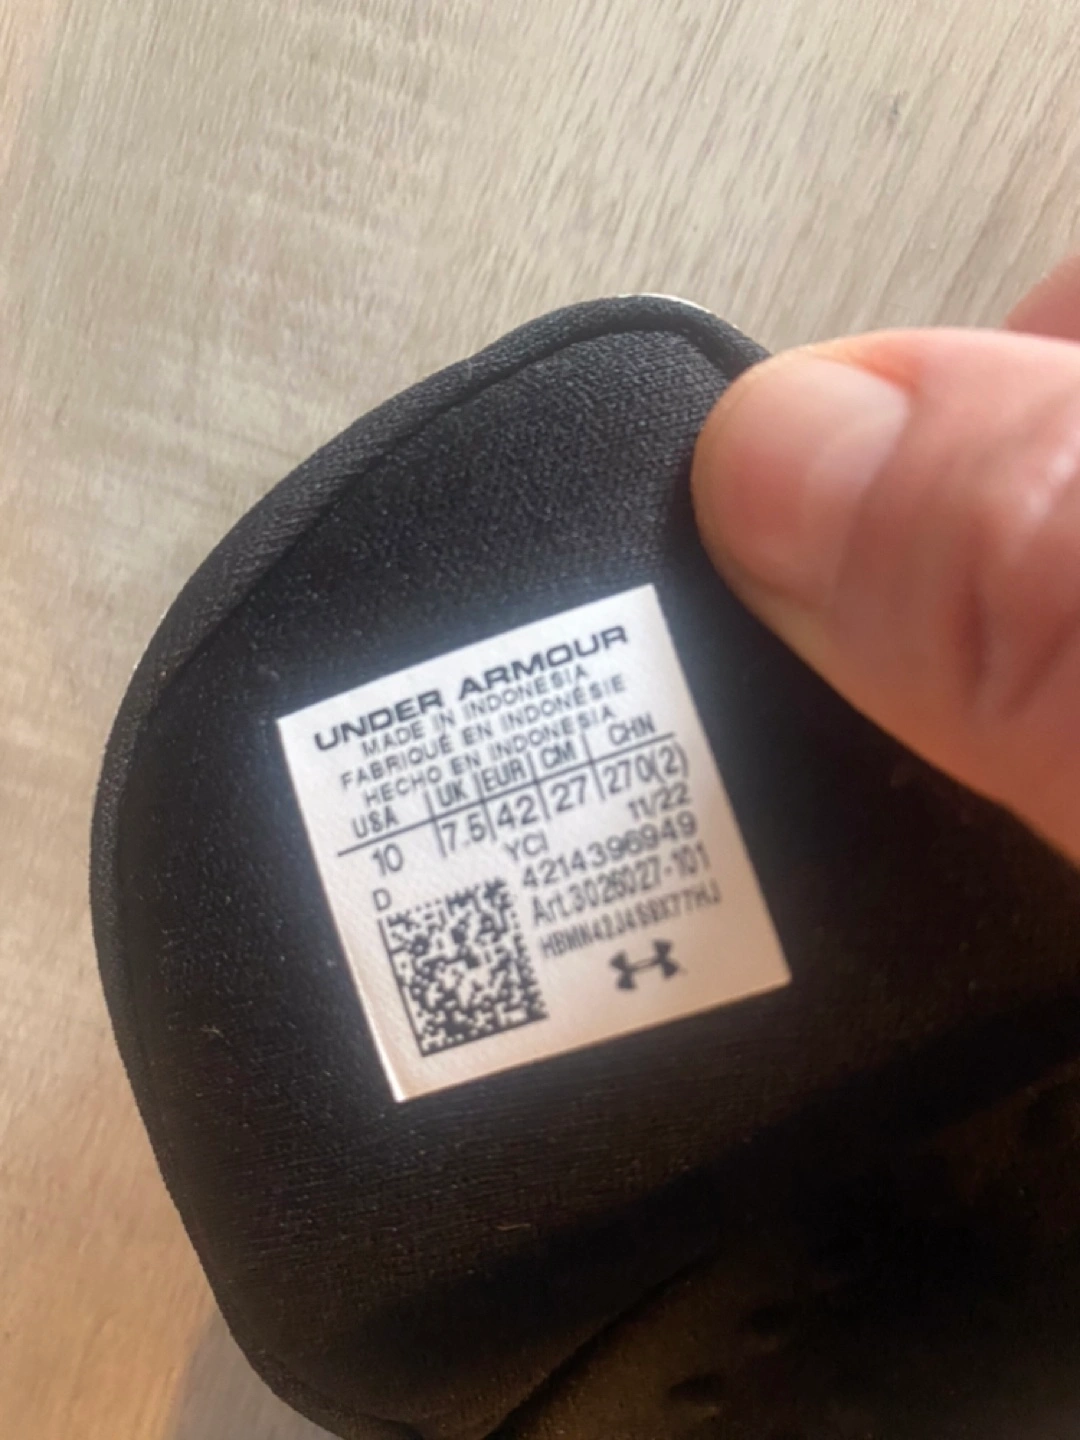 UNDER ARMOUR
MADE IN INDONESIA
FABRIQUÉ EN INDONÉSIE
HECHO EN INDONESIA
USA UK EUR CM CHN
10 7.5 42 27 270(2)
D YCI 11/22
4214396949
Art.3026027-101